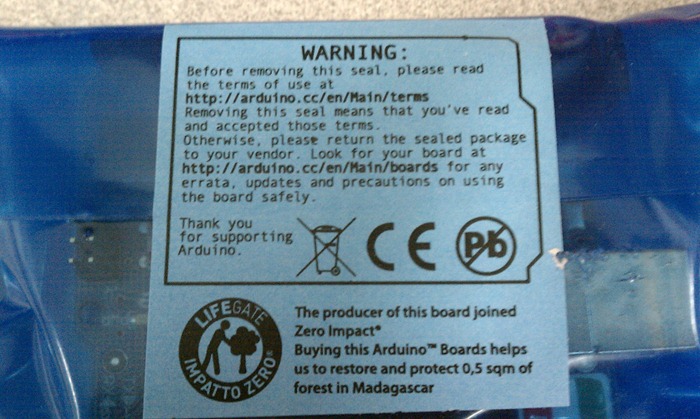 WARNING:
Before removing this seal, please read
the terms of use at
http://arduino.cc/en/Main/terms
Removing this seal means that you've read
and accepted those terms.
Otherwise, please return the sealed package
to your vendor. Look for your board at
http://arduino.cc/en/Main/boards for any
errata, updates and precautions on using
the board safely.
Thank you
for supporting
Arduino.
CE
Pb
LIFEGATE
IMPATTO ZERO®
The producer of this board joined
Zero Impact®
Buying this Arduino™ Boards helps
us to restore and protect 0,5 sqm of
forest in Madagascar